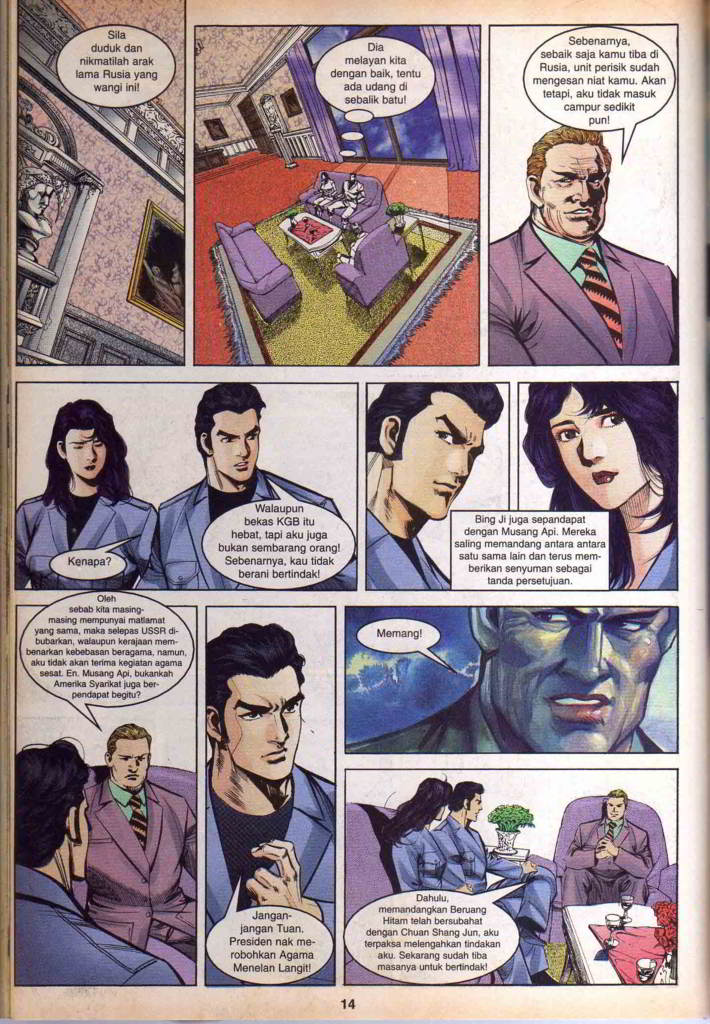 Sila
duduk dan
nikmatilah arak
lama Rusia yang
wangi ini!
Dia
melayan kita
dengan baik, tentu
ada udang di
sebalik batu!
Sebenarnya,
sebaik saja kamu tiba di
Rusia, unit perisik sudah
mengesan niat kamu. Akan
tetapi, aku tidak masuk
campur sedikit
pun!
Kenapa?
Walaupun
bekas KGB itu
hebat, tapi aku juga
bukan sembarang orang!
Sebenarnya, kau tidak
berani bertindak!
Bing Ji juga sependapat
dengan Musang Api. Mereka
saling memandang antara antara
satu sama lain dan terus mem-
berikan senyuman sebagai
tanda persetujuan.
Oleh
sebab kita masing-
masing mempunyai matlamat
yang sama, maka selepas USSR di-
bubarkan, walaupun kerajaan mem-
benarkan kebebasan beragama, namun,
aku tidak akan terima kegiatan agama
sesat. En. Musang Api, bukankah
Amerika Syarikat juga ber-
pendapat begitu?
Jangan-
jangan Tuan.
Presiden nak me-
robohkan Agama
Menelan Langit!
Memang!
Dahulu,
memandangkan Beruang
Hitam telah bersubahat
dengan Chuan Shang Jun, aku
terpaksa melengahkan tindakan
aku. Sekarang sudah tiba
masanya untuk bertindak!
14